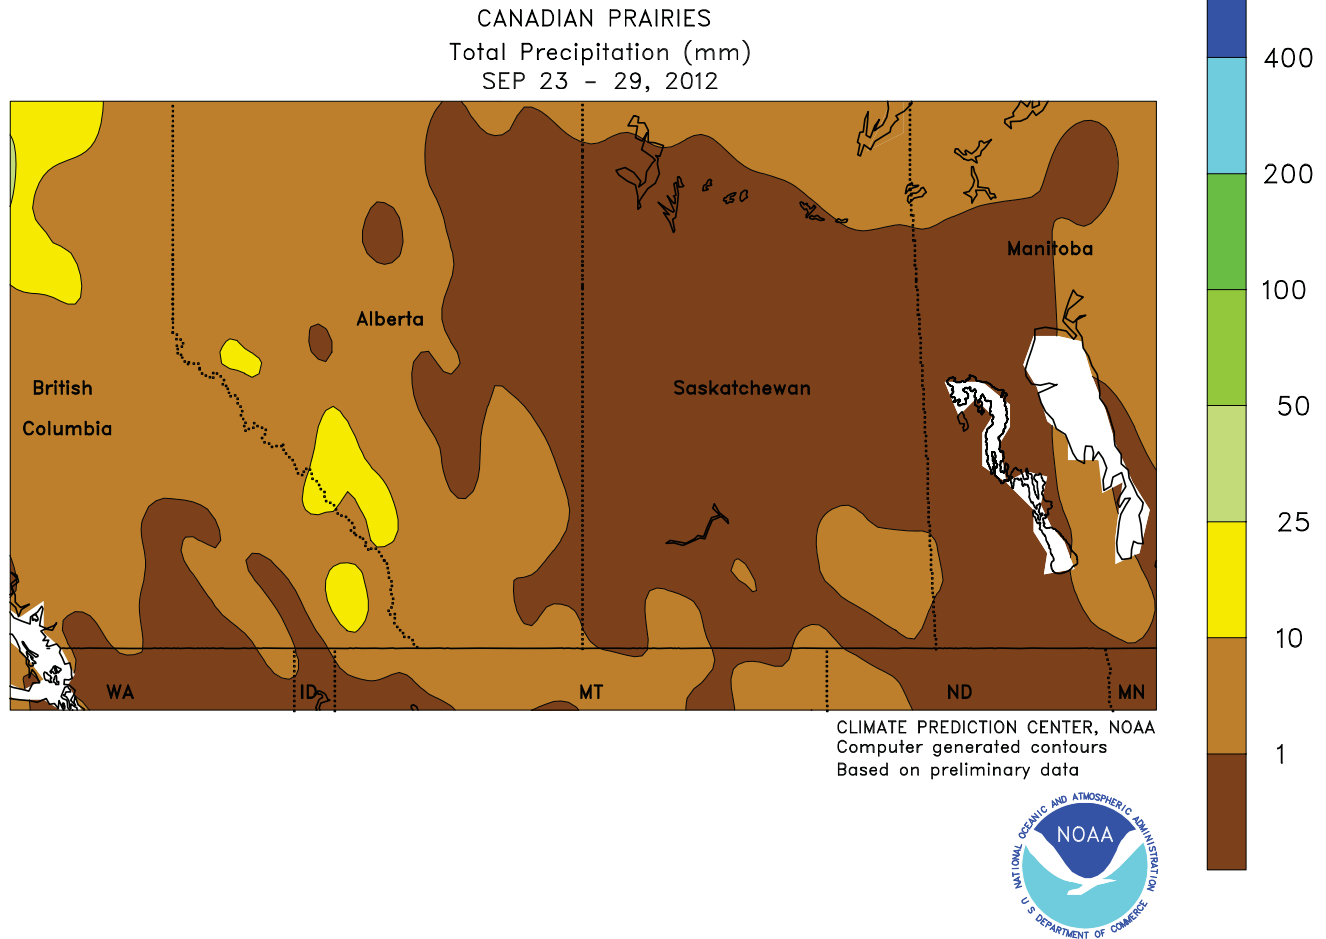 CANADIAN PRAIRIES
Total Precipitation (mm)
SEP 23 - 29, 2012
400
200
100
50
25
10
1
Manitoba
Alberta
British
Columbia
Saskatchewan
WA
ID
MT
ND
MN
CLIMATE PREDICTION CENTER, NOAA
Computer generated contours
Based on preliminary data
NATIONAL OCEANIC AND ATMOSPHERIC ADMINISTRATION
NOAA
U S DEPARTMENT OF COMMERCE